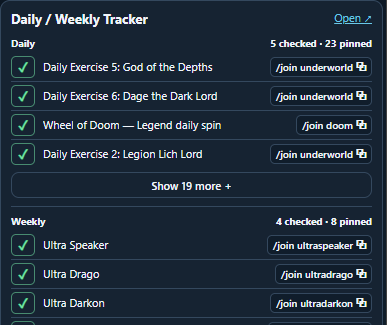 Daily / Weekly Tracker Open ↗
Daily 5 checked • 23 pinned
Daily Exercise 5: God of the Depths /join underworld
Daily Exercise 6: Dage the Dark Lord /join underworld
Wheel of Doom — Legend daily spin /join doom
Daily Exercise 2: Legion Lich Lord /join underworld
Show 19 more +
Weekly 4 checked • 8 pinned
Ultra Speaker /join ultraspeaker
Ultra Drago /join ultradrago
Ultra Darkon /join ultradarkon